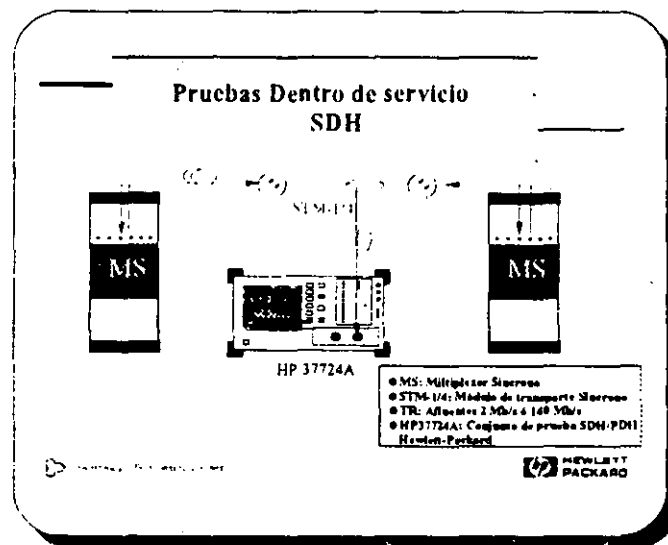 Pruebas Dentro de servicio
SDH
STM-1/4
MS
MS
HP 37724A
MS: Multiplexor Sincrono
STM-1/4: Módulo de transporte Sincrono
TR: Afluentes 2 Mb/s ó 140 Mb/s
HP37724A: Conjunto de prueba SDH/PDH
Hewlett-Packard
hp HEWLETT
PACKARD